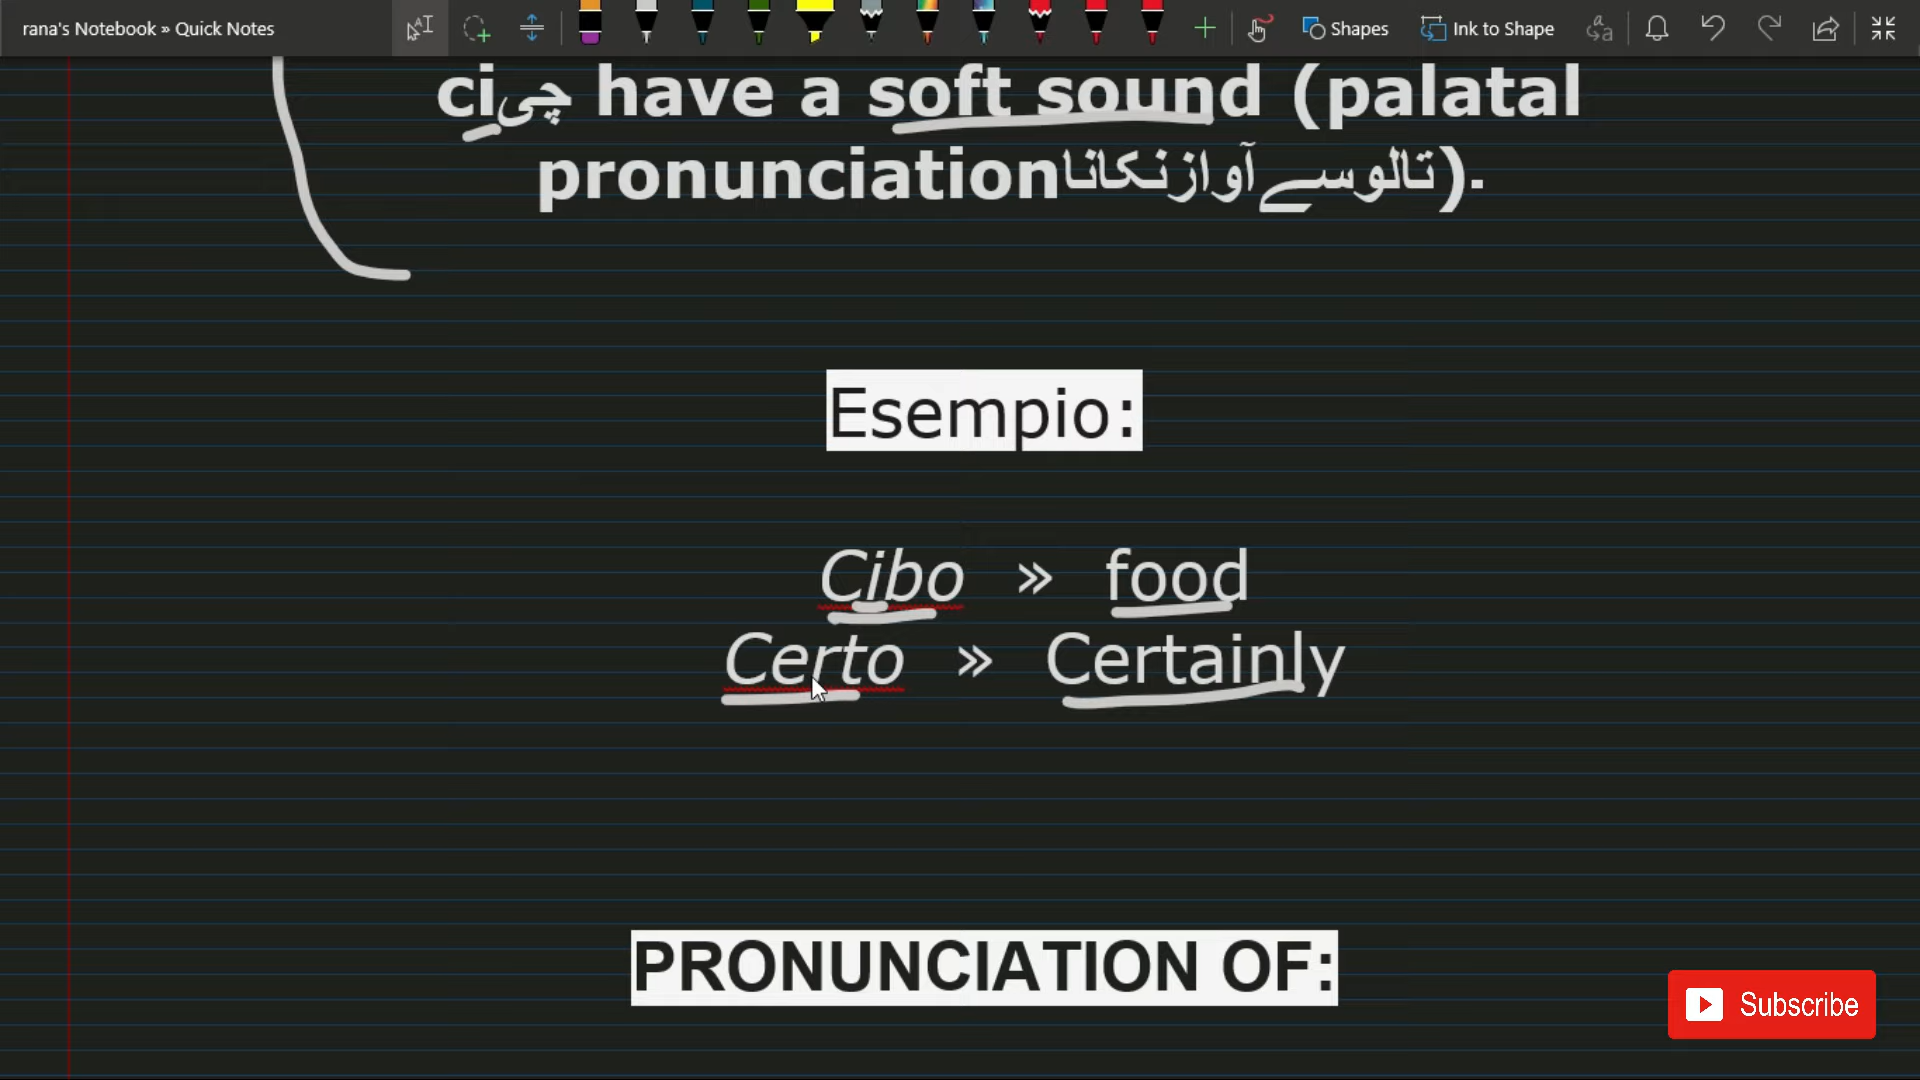 rana's Notebook » Quick Notes
Shapes
Ink to Shape
ciچی have a soft sound (palatal
pronunciationتالوسےآوازنکانا).
Esempio:
Cibo » food
Certo » Certainly
PRONUNCIATION OF:
Subscribe